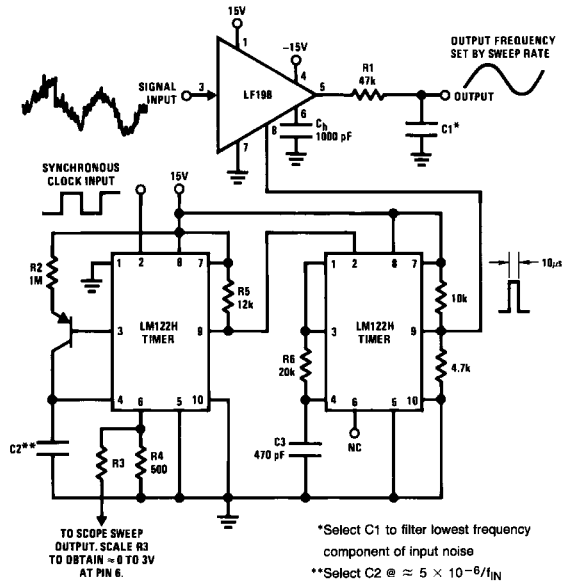 15V
1
-15V
4
OUTPUT FREQUENCY
SET BY SWEEP RATE
SIGNAL
INPUT
3
LF198
5
R1
47k
OUTPUT
8
6
Ch
1000 pF
C1*
7
SYNCHRONOUS
CLOCK INPUT
15V
R2
1M
1
2
8
7
R5
12k
LM122H
TIMER
3
9
4
6
5
10
C2**
R3
R4
500
TO SCOPE SWEEP
OUTPUT. SCALE R3
TO OBTAIN ≈ 0 TO 3V
AT PIN 6.
1
2
8
7
10k
10μs
LM122H
TIMER
3
9
R6
20k
4.7k
4
6
5
10
C3
470 pF
NC
*Select C1 to filter lowest frequency
component of input noise
**Select C2 @ ≈ 5 × 10⁻⁶/fIN